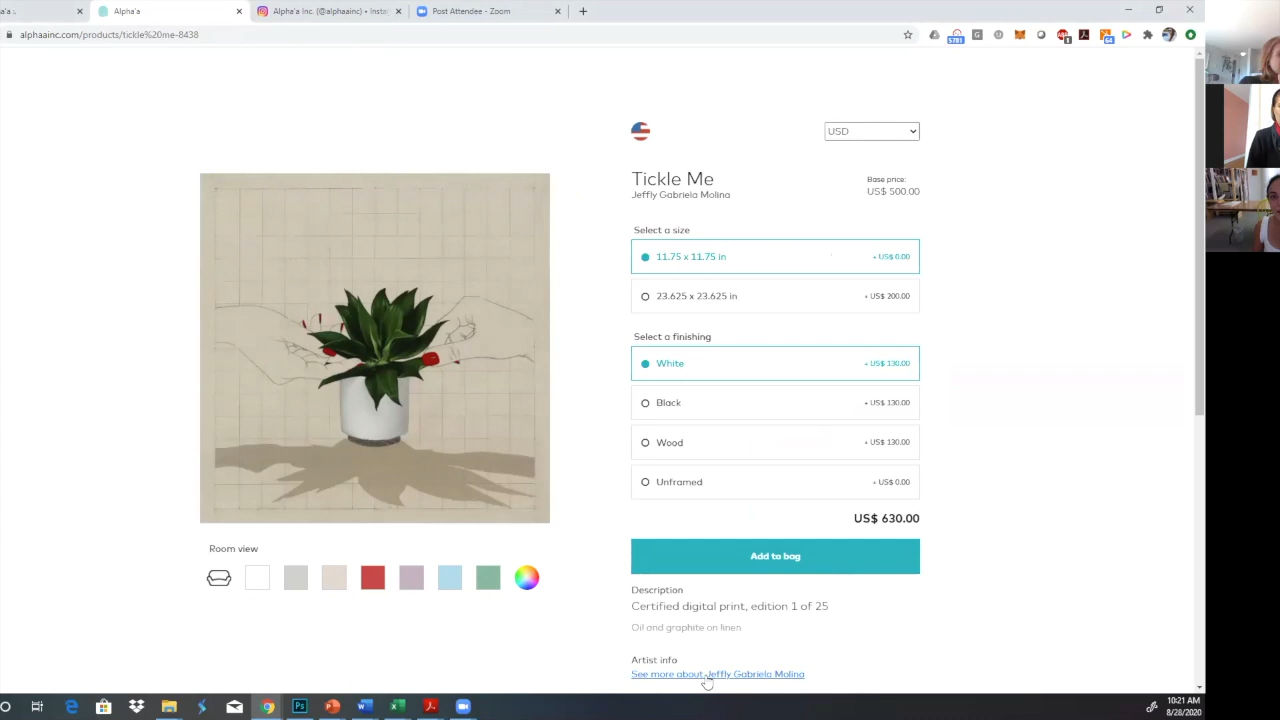 a :.
Alpha'a
Alpha'a Inc. (@alphaainc) • Insta
Post Attendee - Zoom
alphaainc.com/products/tickle%20me-8438
USD
Tickle Me
Jeffly Gabriela Molina
Base price:
US$ 500.00
Select a size
11.75 x 11.75 in
+ US$ 0.00
23.625 x 23.625 in
+ US$ 200.00
Select a finishing
White
+ US$ 130.00
Black
+ US$ 130.00
Wood
+ US$ 130.00
Unframed
+ US$ 0.00
US$ 630.00
Room view
Add to bag
Description
Certified digital print, edition 1 of 25
Oil and graphite on linen
Artist info
See more about Jeffly Gabriela Molina
10:21 AM
8/28/2020